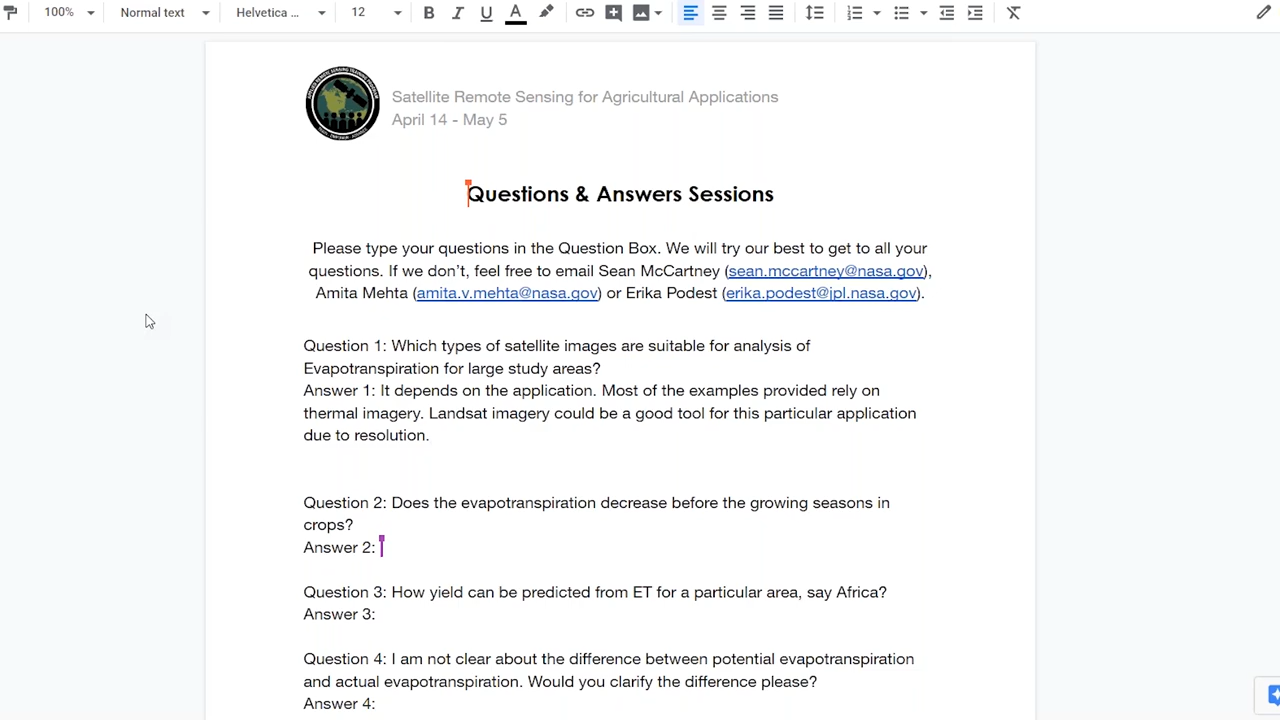 100% Normal text Helvetica ... 12 B I U A
Satellite Remote Sensing for Agricultural Applications
April 14 - May 5
Questions & Answers Sessions
Please type your questions in the Question Box. We will try our best to get to all your
questions. If we don’t, feel free to email Sean McCartney (sean.mccartney@nasa.gov),
Amita Mehta (amita.v.mehta@nasa.gov) or Erika Podest (erika.podest@jpl.nasa.gov).
Question 1: Which types of satellite images are suitable for analysis of
Evapotranspiration for large study areas?
Answer 1: It depends on the application. Most of the examples provided rely on
thermal imagery. Landsat imagery could be a good tool for this particular application
due to resolution.
Question 2: Does the evapotranspiration decrease before the growing seasons in
crops?
Answer 2:
Question 3: How yield can be predicted from ET for a particular area, say Africa?
Answer 3:
Question 4: I am not clear about the difference between potential evapotranspiration
and actual evapotranspiration. Would you clarify the difference please?
Answer 4: